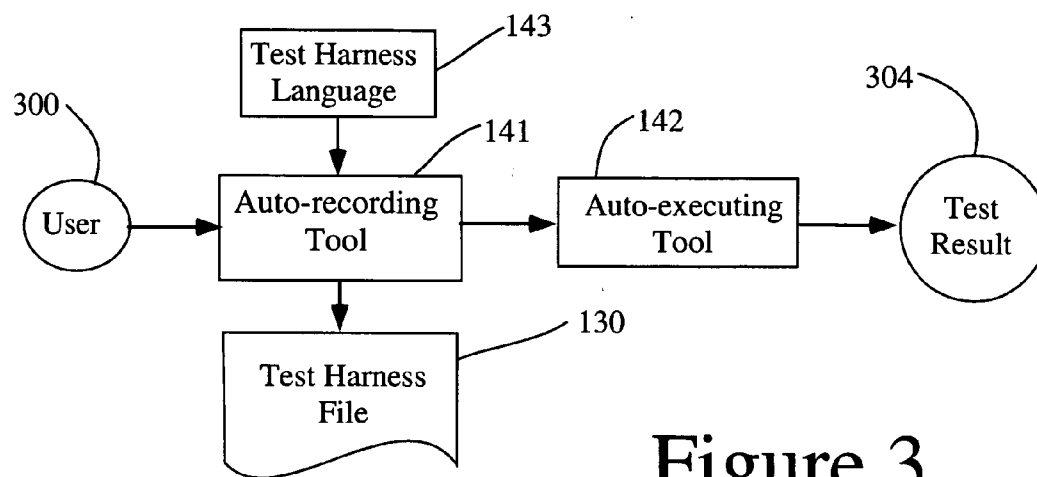 143
Test Harness
Language
300
304
141
142
User
Auto-recording
Tool
Auto-executing
Tool
Test
Result
130
Test Harness
File
Figure 3